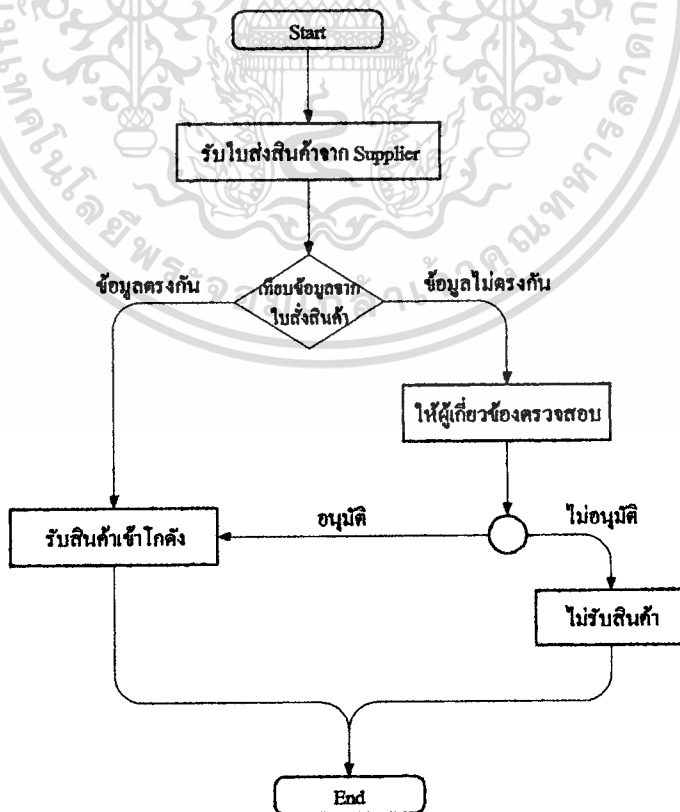 Start
รับใบส่งสินค้าจาก Supplier
ข้อมูลตรงกัน
เทียบข้อมูลจาก
ใบสั่งสินค้า
ข้อมูลไม่ตรงกัน
ให้ผู้เกี่ยวข้องตรวจสอบ
รับสินค้าเข้าโกดัง
อนุมัติ
ไม่อนุมัติ
ไม่รับสินค้า
End